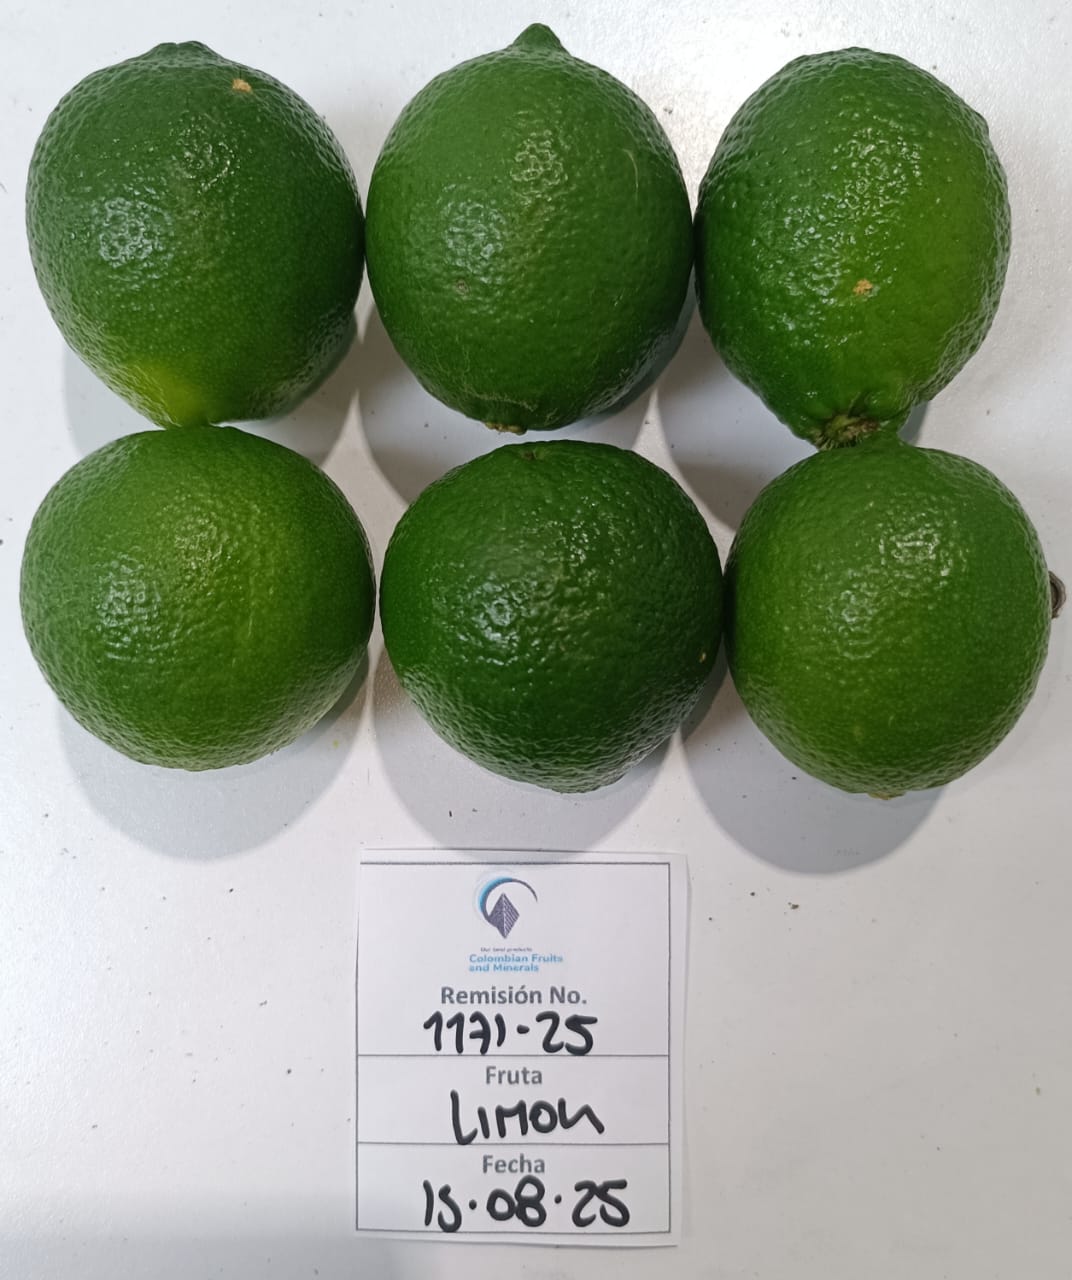 Our best products
Colombian Fruits
and Minerals
Remisión No.
1171-25
Fruta
LIMON
Fecha
15.08.25